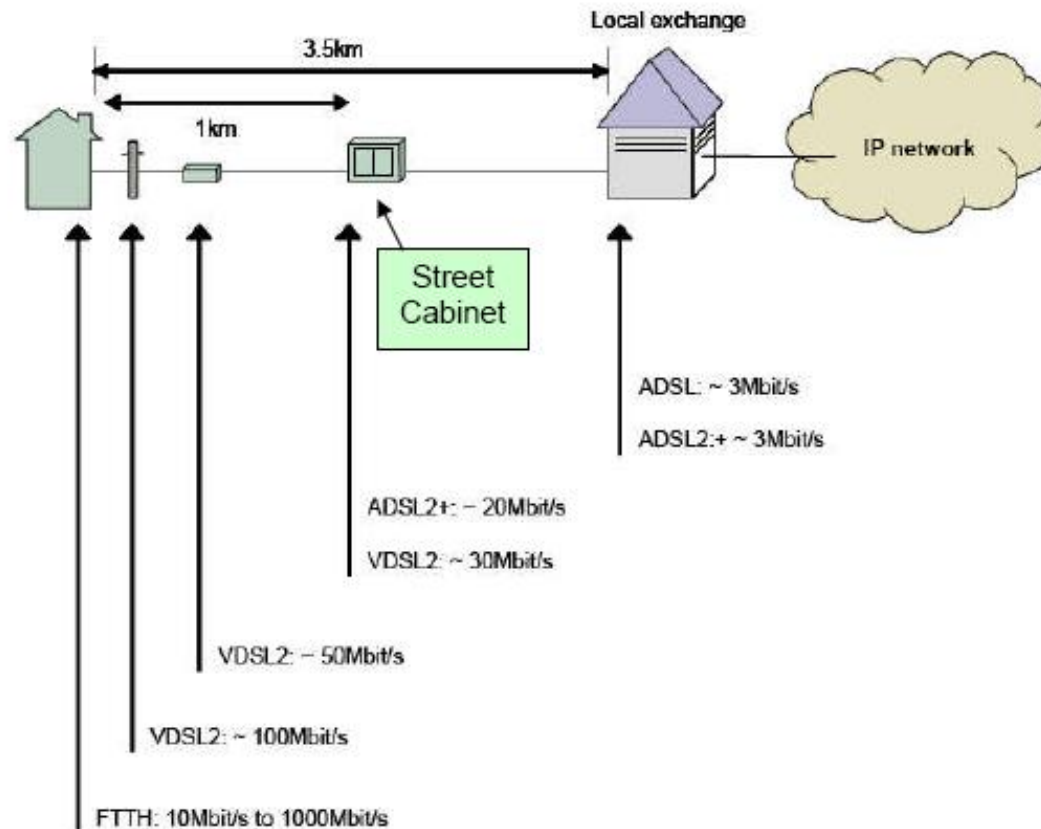 Local exchange
3.5km
1km
IP network
Street
Cabinet
ADSL: ~ 3Mbit/s
ADSL2:+ ~ 3Mbit/s
ADSL2+: ~ 20Mbit/s
VDSL2: ~ 30Mbit/s
VDSL2: ~ 50Mbit/s
VDSL2: ~ 100Mbit/s
FTTH: 10Mbit/s to 1000Mbit/s